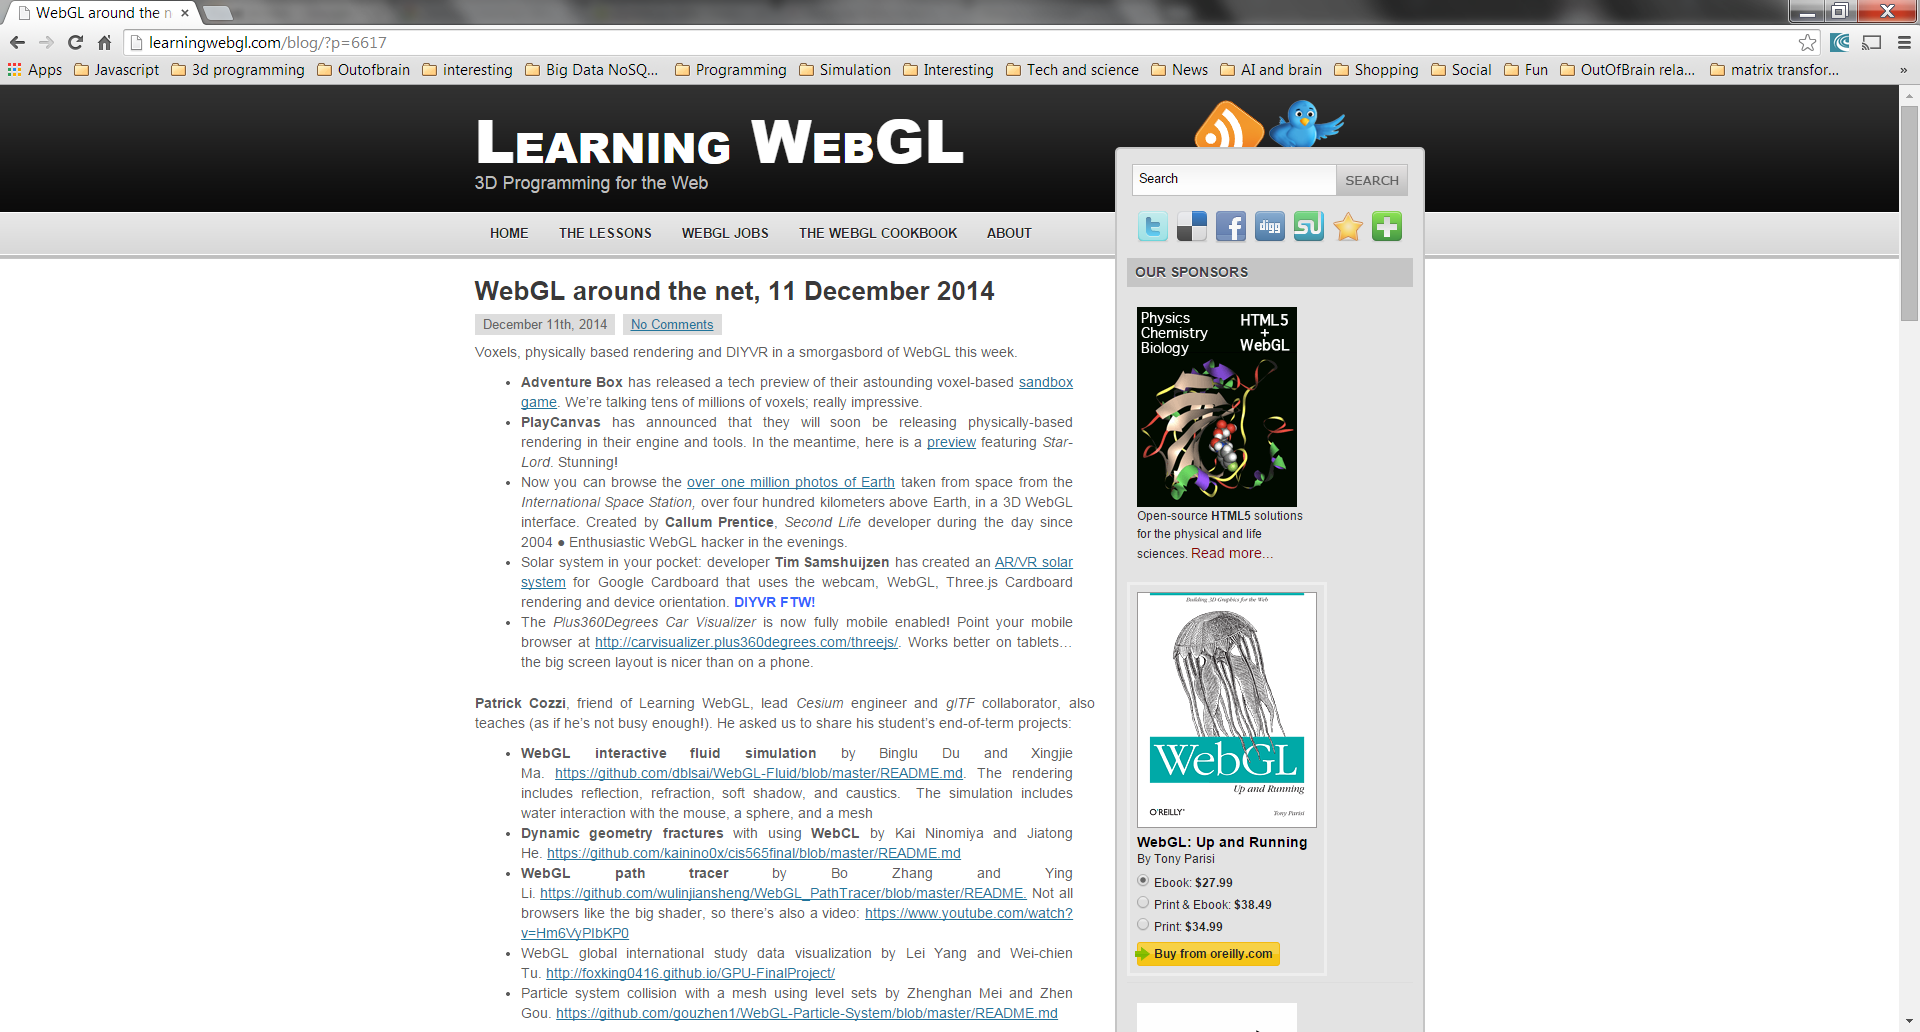 WebGL around the n
learningwebgl.com/blog/?p=6617
Apps Javascript 3d programming Outofbrain interesting Big Data NoSQ... Programming Simulation Interesting Tech and science News AI and brain Shopping Social Fun OutOfBrain rela... matrix transfor... »
LEARNING WEBGL
3D Programming for the Web
HOME THE LESSONS WEBGL JOBS THE WEBGL COOKBOOK ABOUT
WebGL around the net, 11 December 2014
December 11th, 2014 No Comments
Voxels, physically based rendering and DIYVR in a smorgasbord of WebGL this week.
• Adventure Box has released a tech preview of their astounding voxel-based sandbox
game. We’re talking tens of millions of voxels; really impressive.
• PlayCanvas has announced that they will soon be releasing physically-based
rendering in their engine and tools. In the meantime, here is a preview featuring Star-
Lord. Stunning!
• Now you can browse the over one million photos of Earth taken from space from the
International Space Station, over four hundred kilometers above Earth, in a 3D WebGL
interface. Created by Callum Prentice, Second Life developer during the day since
2004 ● Enthusiastic WebGL hacker in the evenings.
• Solar system in your pocket: developer Tim Samshuijzen has created an AR/VR solar
system for Google Cardboard that uses the webcam, WebGL, Three.js Cardboard
rendering and device orientation. DIYVR FTW!
• The Plus360Degrees Car Visualizer is now fully mobile enabled! Point your mobile
browser at http://carvisualizer.plus360degrees.com/threejs/. Works better on tablets…
the big screen layout is nicer than on a phone.
Patrick Cozzi, friend of Learning WebGL, lead Cesium engineer and glTF collaborator, also
teaches (as if he’s not busy enough!). He asked us to share his student’s end-of-term projects:
• WebGL interactive fluid simulation by Binglu Du and Xingjie
Ma. https://github.com/dblsai/WebGL-Fluid/blob/master/README.md. The rendering
includes reflection, refraction, soft shadow, and caustics. The simulation includes
water interaction with the mouse, a sphere, and a mesh
• Dynamic geometry fractures with using WebCL by Kai Ninomiya and Jiatong
He. https://github.com/kainino0x/cis565final/blob/master/README.md
• WebGL path tracer by Bo Zhang and Ying
Li. https://github.com/wulinjiansheng/WebGL_PathTracer/blob/master/README. Not all
browsers like the big shader, so there’s also a video: https://www.youtube.com/watch?
v=Hm6VyPIbKP0
• WebGL global international study data visualization by Lei Yang and Wei-chien
Tu. http://foxking0416.github.io/GPU-FinalProject/
• Particle system collision with a mesh using level sets by Zhenghan Mei and Zhen
Gou. https://github.com/gouzhen1/WebGL-Particle-System/blob/master/README.md
Search SEARCH
t f digg SU
OUR SPONSORS
Physics HTML5
Chemistry +
Biology WebGL
Open-source HTML5 solutions
for the physical and life
sciences. Read more...
Building 3D Graphics for the Web
WebGL
Up and Running
O'REILLY® Tony Parisi
WebGL: Up and Running
By Tony Parisi
Ebook: $27.99
Print & Ebook: $38.49
Print: $34.99
Buy from oreilly.com